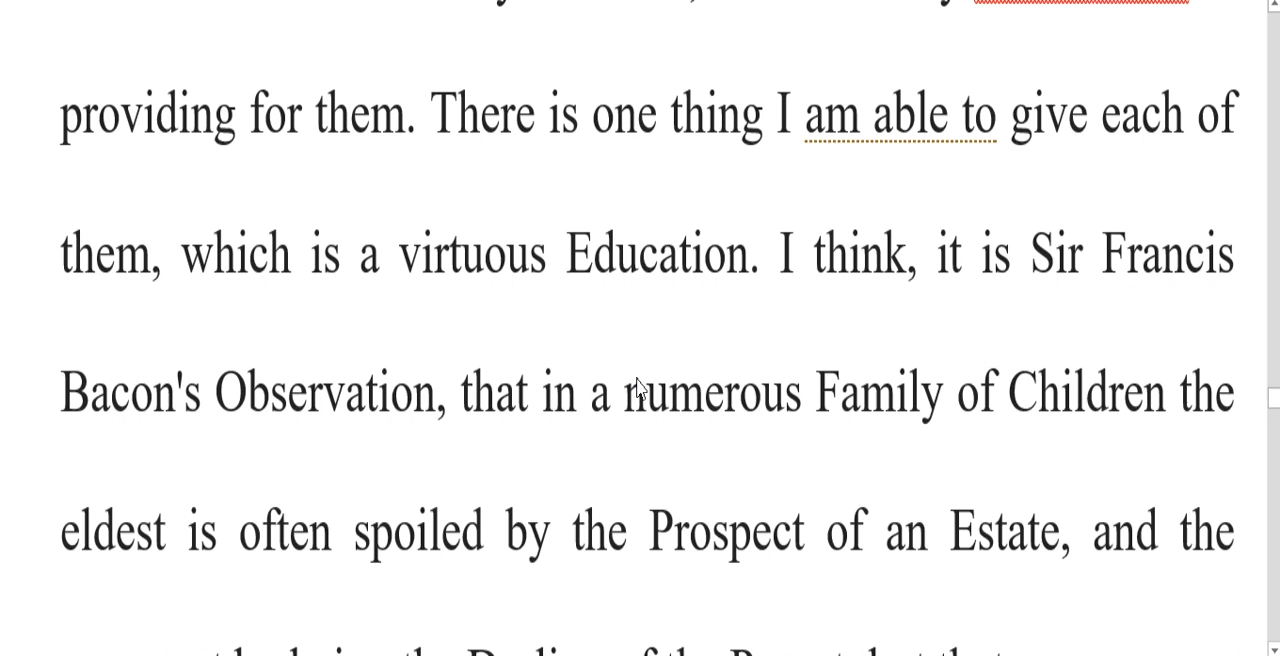 providing for them. There is one thing I am able to give each of
them, which is a virtuous Education. I think, it is Sir Francis
Bacon's Observation, that in a numerous Family of Children the
eldest is often spoiled by the Prospect of an Estate, and the